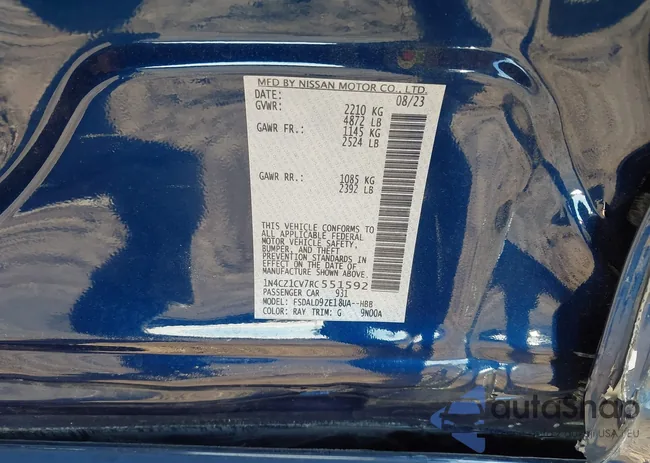 MFD BY NISSAN MOTOR CO., LTD.
DATE: 08/23
GVWR: 2210 KG
4872 LB
GAWR FR.: 1145 KG
2524 LB
GAWR RR.: 1085 KG
2392 LB
THIS VEHICLE CONFORMS TO
ALL APPLICABLE FEDERAL
MOTOR VEHICLE SAFETY,
BUMPER, AND THEFT
PREVENTION STANDARDS IN
EFFECT ON THE DATE OF
MANUFACTURE SHOWN ABOVE.
1N4CZ1CV7RC551592
PASSENGER CAR 931
MODEL: FSDALD9ZE18UA--HBB
COLOR: RAY TRIM: G 9N00A
autoShop
USA | EU